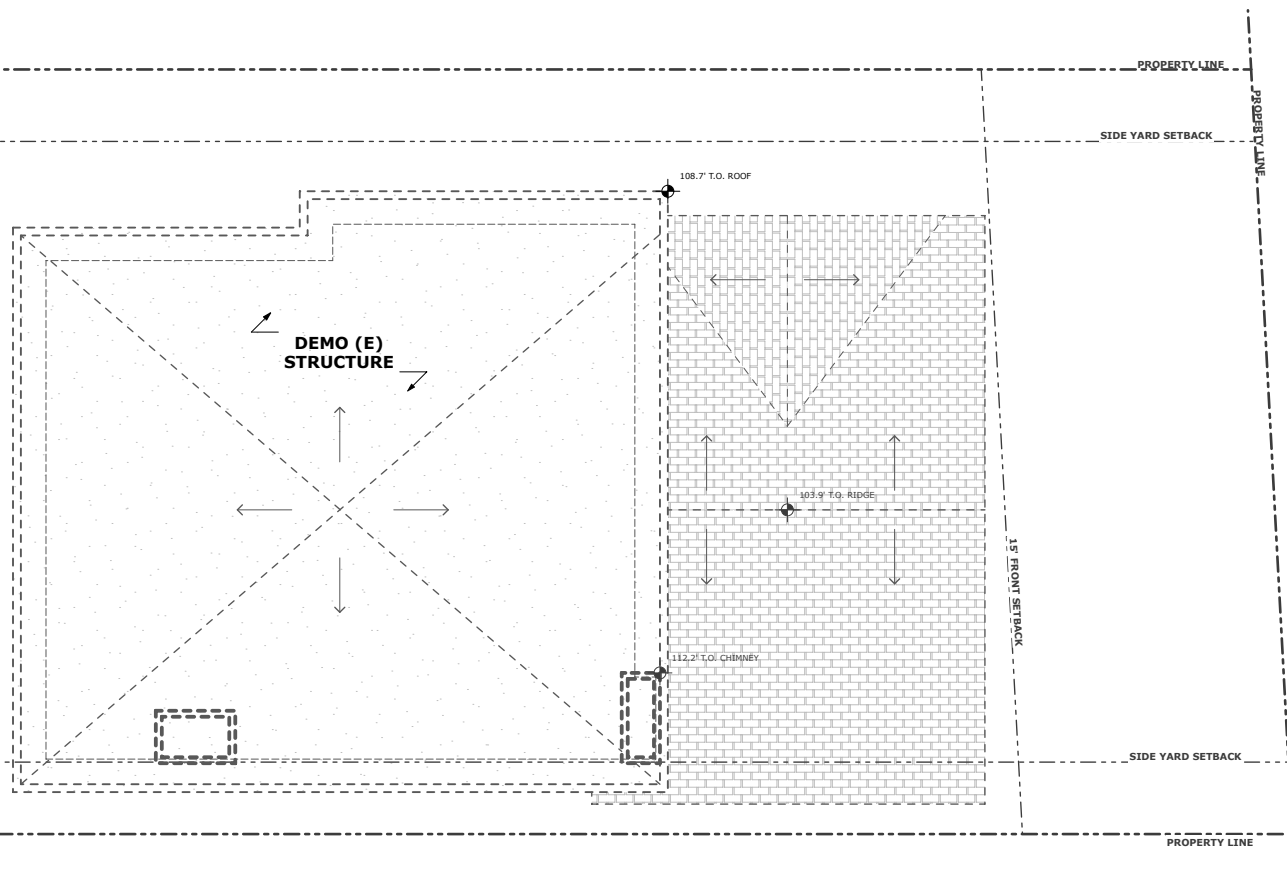 PROPERTY LINE
PROPERTY LINE
SIDE YARD SETBACK
108.7' T.O. ROOF
DEMO (E)
STRUCTURE
103.9' T.O. RIDGE
15' FRONT SETBACK
112.2' T.O. CHIMNEY
SIDE YARD SETBACK
PROPERTY LINE